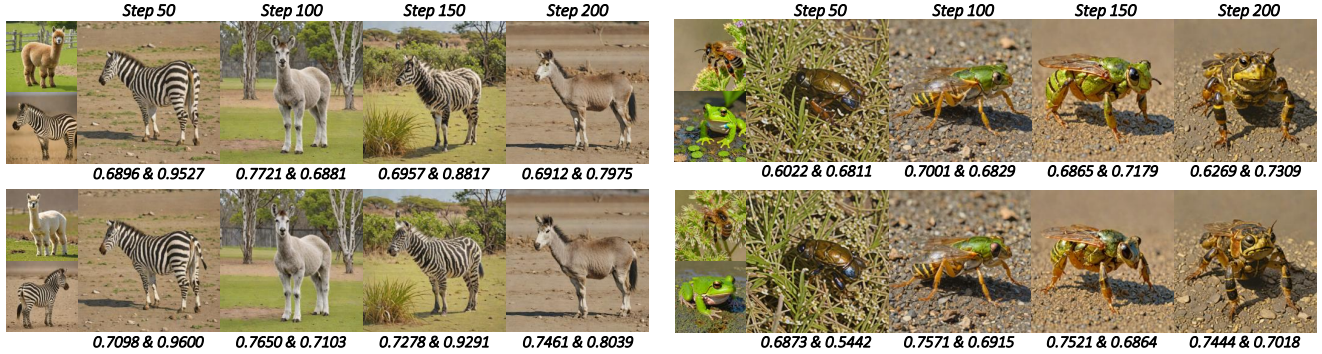 Step 50 Step 100 Step 150 Step 200
0.6896 & 0.9527 0.7721 & 0.6881 0.6957 & 0.8817 0.6912 & 0.7975
0.7098 & 0.9600 0.7650 & 0.7103 0.7278 & 0.9291 0.7461 & 0.8039
Step 50 Step 100 Step 150 Step 200
0.6022 & 0.6811 0.7001 & 0.6829 0.6865 & 0.7179 0.6269 & 0.7309
0.6873 & 0.5442 0.7571 & 0.6915 0.7521 & 0.6864 0.7444 & 0.7018